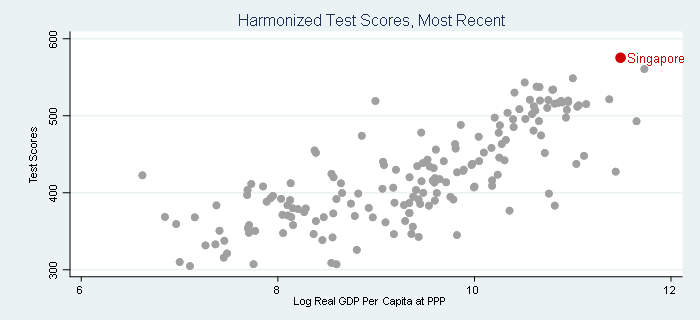 Harmonized Test Scores, Most Recent
600
500
400
300
Test Scores
Singapore
6
8
10
12
Log Real GDP Per Capita at PPP